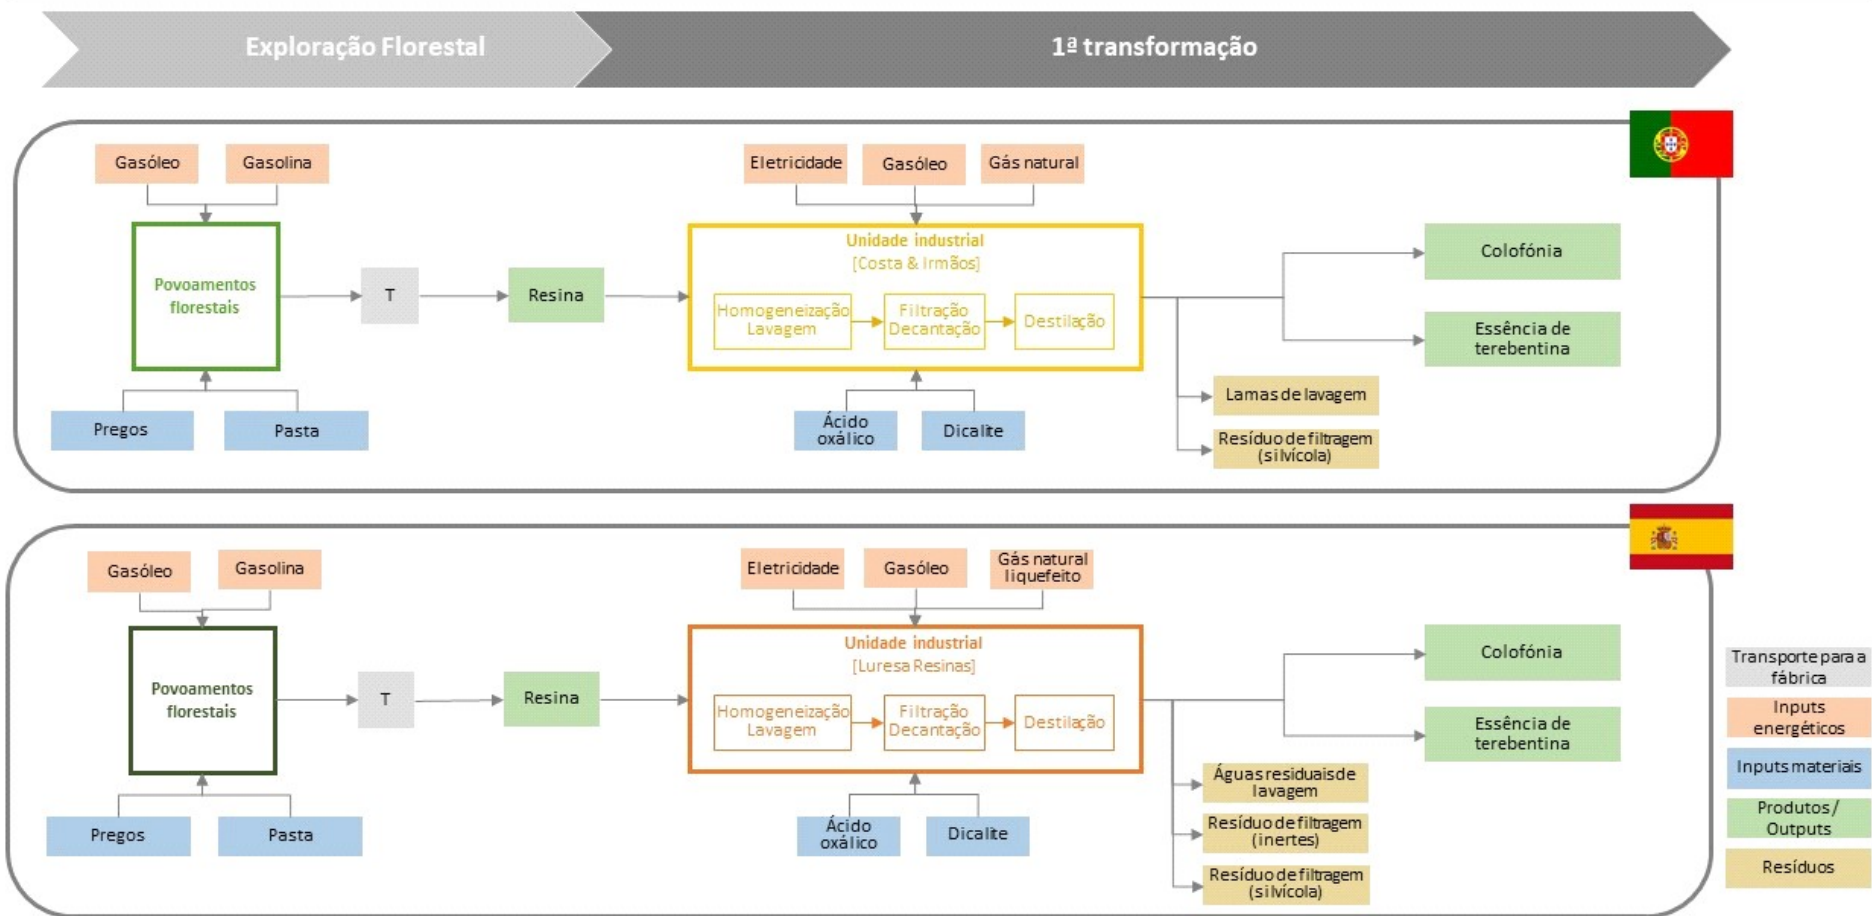 Exploração Florestal
1ª transformação
Gasóleo
Gasolina
Eletricidade
Gasóleo
Gás natural
Povoamentos
florestais
T
Resina
Unidade industrial
[Costa & Irmãos]
Homogeneização
Lavagem
Filtração
Decantação
Destilação
Colofónia
Essência de
terebentina
Pregos
Pasta
Ácido
oxálico
Dicalite
Lamas de lavagem
Resíduo de filtragem
(silvícola)
Gasóleo
Gasolina
Eletricidade
Gasóleo
Gás natural
liquefeito
Povoamentos
florestais
T
Resina
Unidade industrial
[Luresa Resinas]
Homogeneização
Lavagem
Filtração
Decantação
Destilação
Colofónia
Essência de
terebentina
Pregos
Pasta
Ácido
oxálico
Dicalite
Águas residuais de
lavagem
Resíduo de filtragem
(inertes)
Resíduo de filtragem
(silvícola)
Transporte para a
fábrica
Inputs
energéticos
Inputs materiais
Produtos /
Outputs
Resíduos